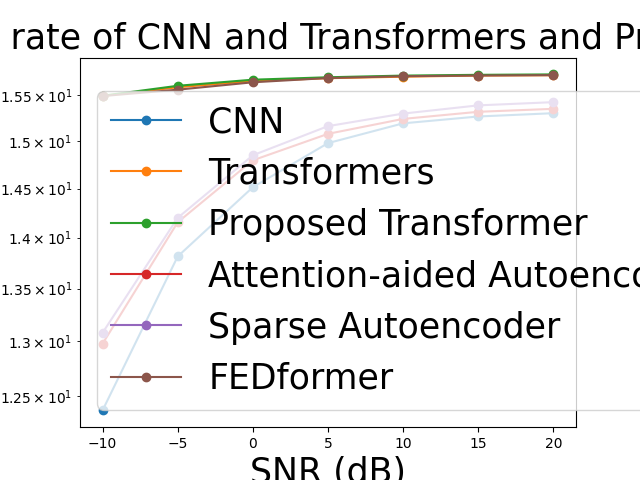 rate of CNN and Transformers and Pr
1.55 × 10¹
1.5 × 10¹
1.45 × 10¹
1.4 × 10¹
1.35 × 10¹
1.3 × 10¹
1.25 × 10¹
CNN
Transformers
Proposed Transformer
Attention-aided Autoenco
Sparse Autoencoder
FEDformer
−10 −5 0 5 10 15 20
SNR (dB)